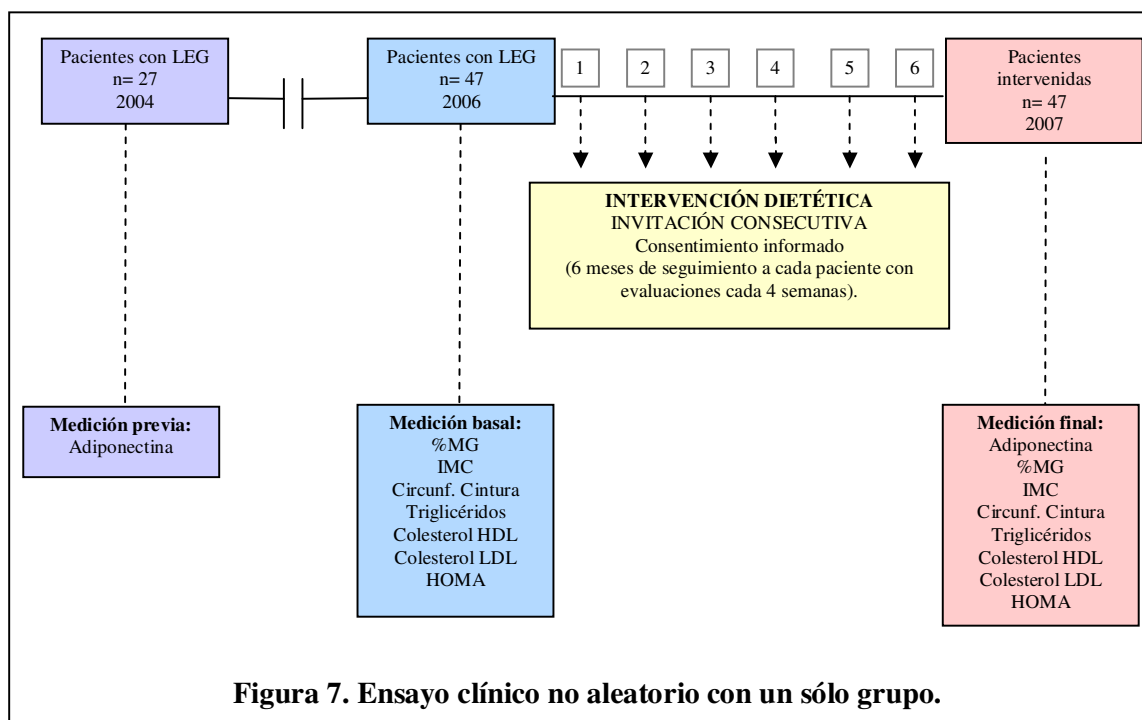 Pacientes con LEG
n= 27
2004
Pacientes con LEG
n= 47
2006
1
2
3
4
5
6
Pacientes
intervenidas
n= 47
2007
INTERVENCIÓN DIETÉTICA
INVITACIÓN CONSECUTIVA
Consentimiento informado
(6 meses de seguimiento a cada paciente con
evaluaciones cada 4 semanas).
Medición previa:
Adiponectina
Medición basal:
%MG
IMC
Circunf. Cintura
Triglicéridos
Colesterol HDL
Colesterol LDL
HOMA
Medición final:
Adiponectina
%MG
IMC
Circunf. Cintura
Triglicéridos
Colesterol HDL
Colesterol LDL
HOMA
Figura 7. Ensayo clínico no aleatorio con un sólo grupo.